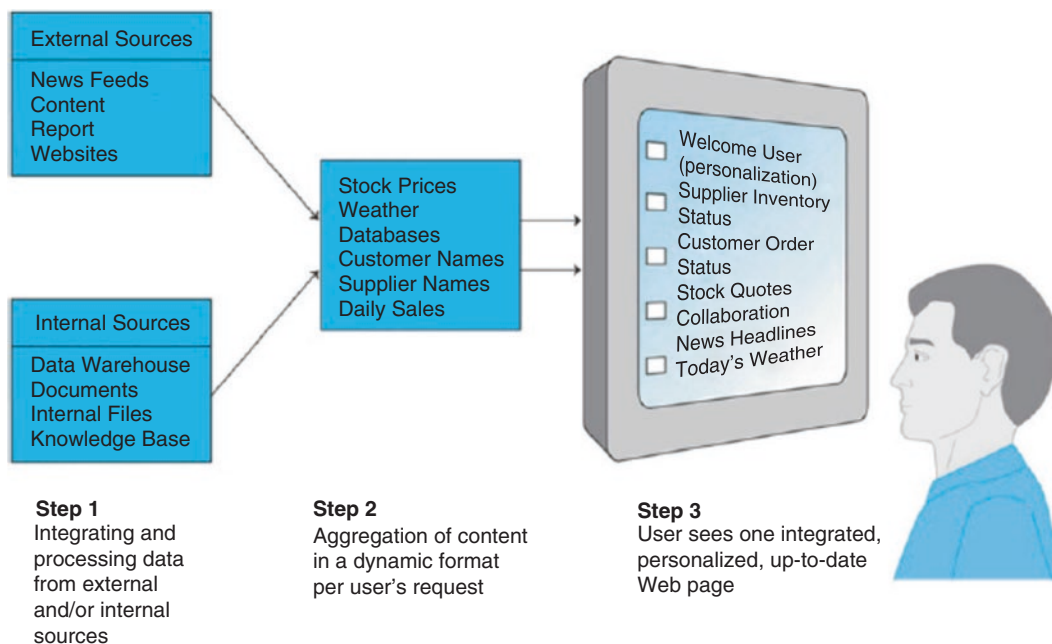 External Sources
News Feeds
Content
Report
Websites
Internal Sources
Data Warehouse
Documents
Internal Files
Knowledge Base
Stock Prices
Weather
Databases
Customer Names
Supplier Names
Daily Sales
Welcome User
(personalization)
Supplier Inventory
Status
Customer Order
Status
Stock Quotes
Collaboration
News Headlines
Today's Weather
Step 1
Integrating and
processing data
from external
and/or internal
sources
Step 2
Aggregation of content
in a dynamic format
per user's request
Step 3
User sees one integrated,
personalized, up-to-date
Web page